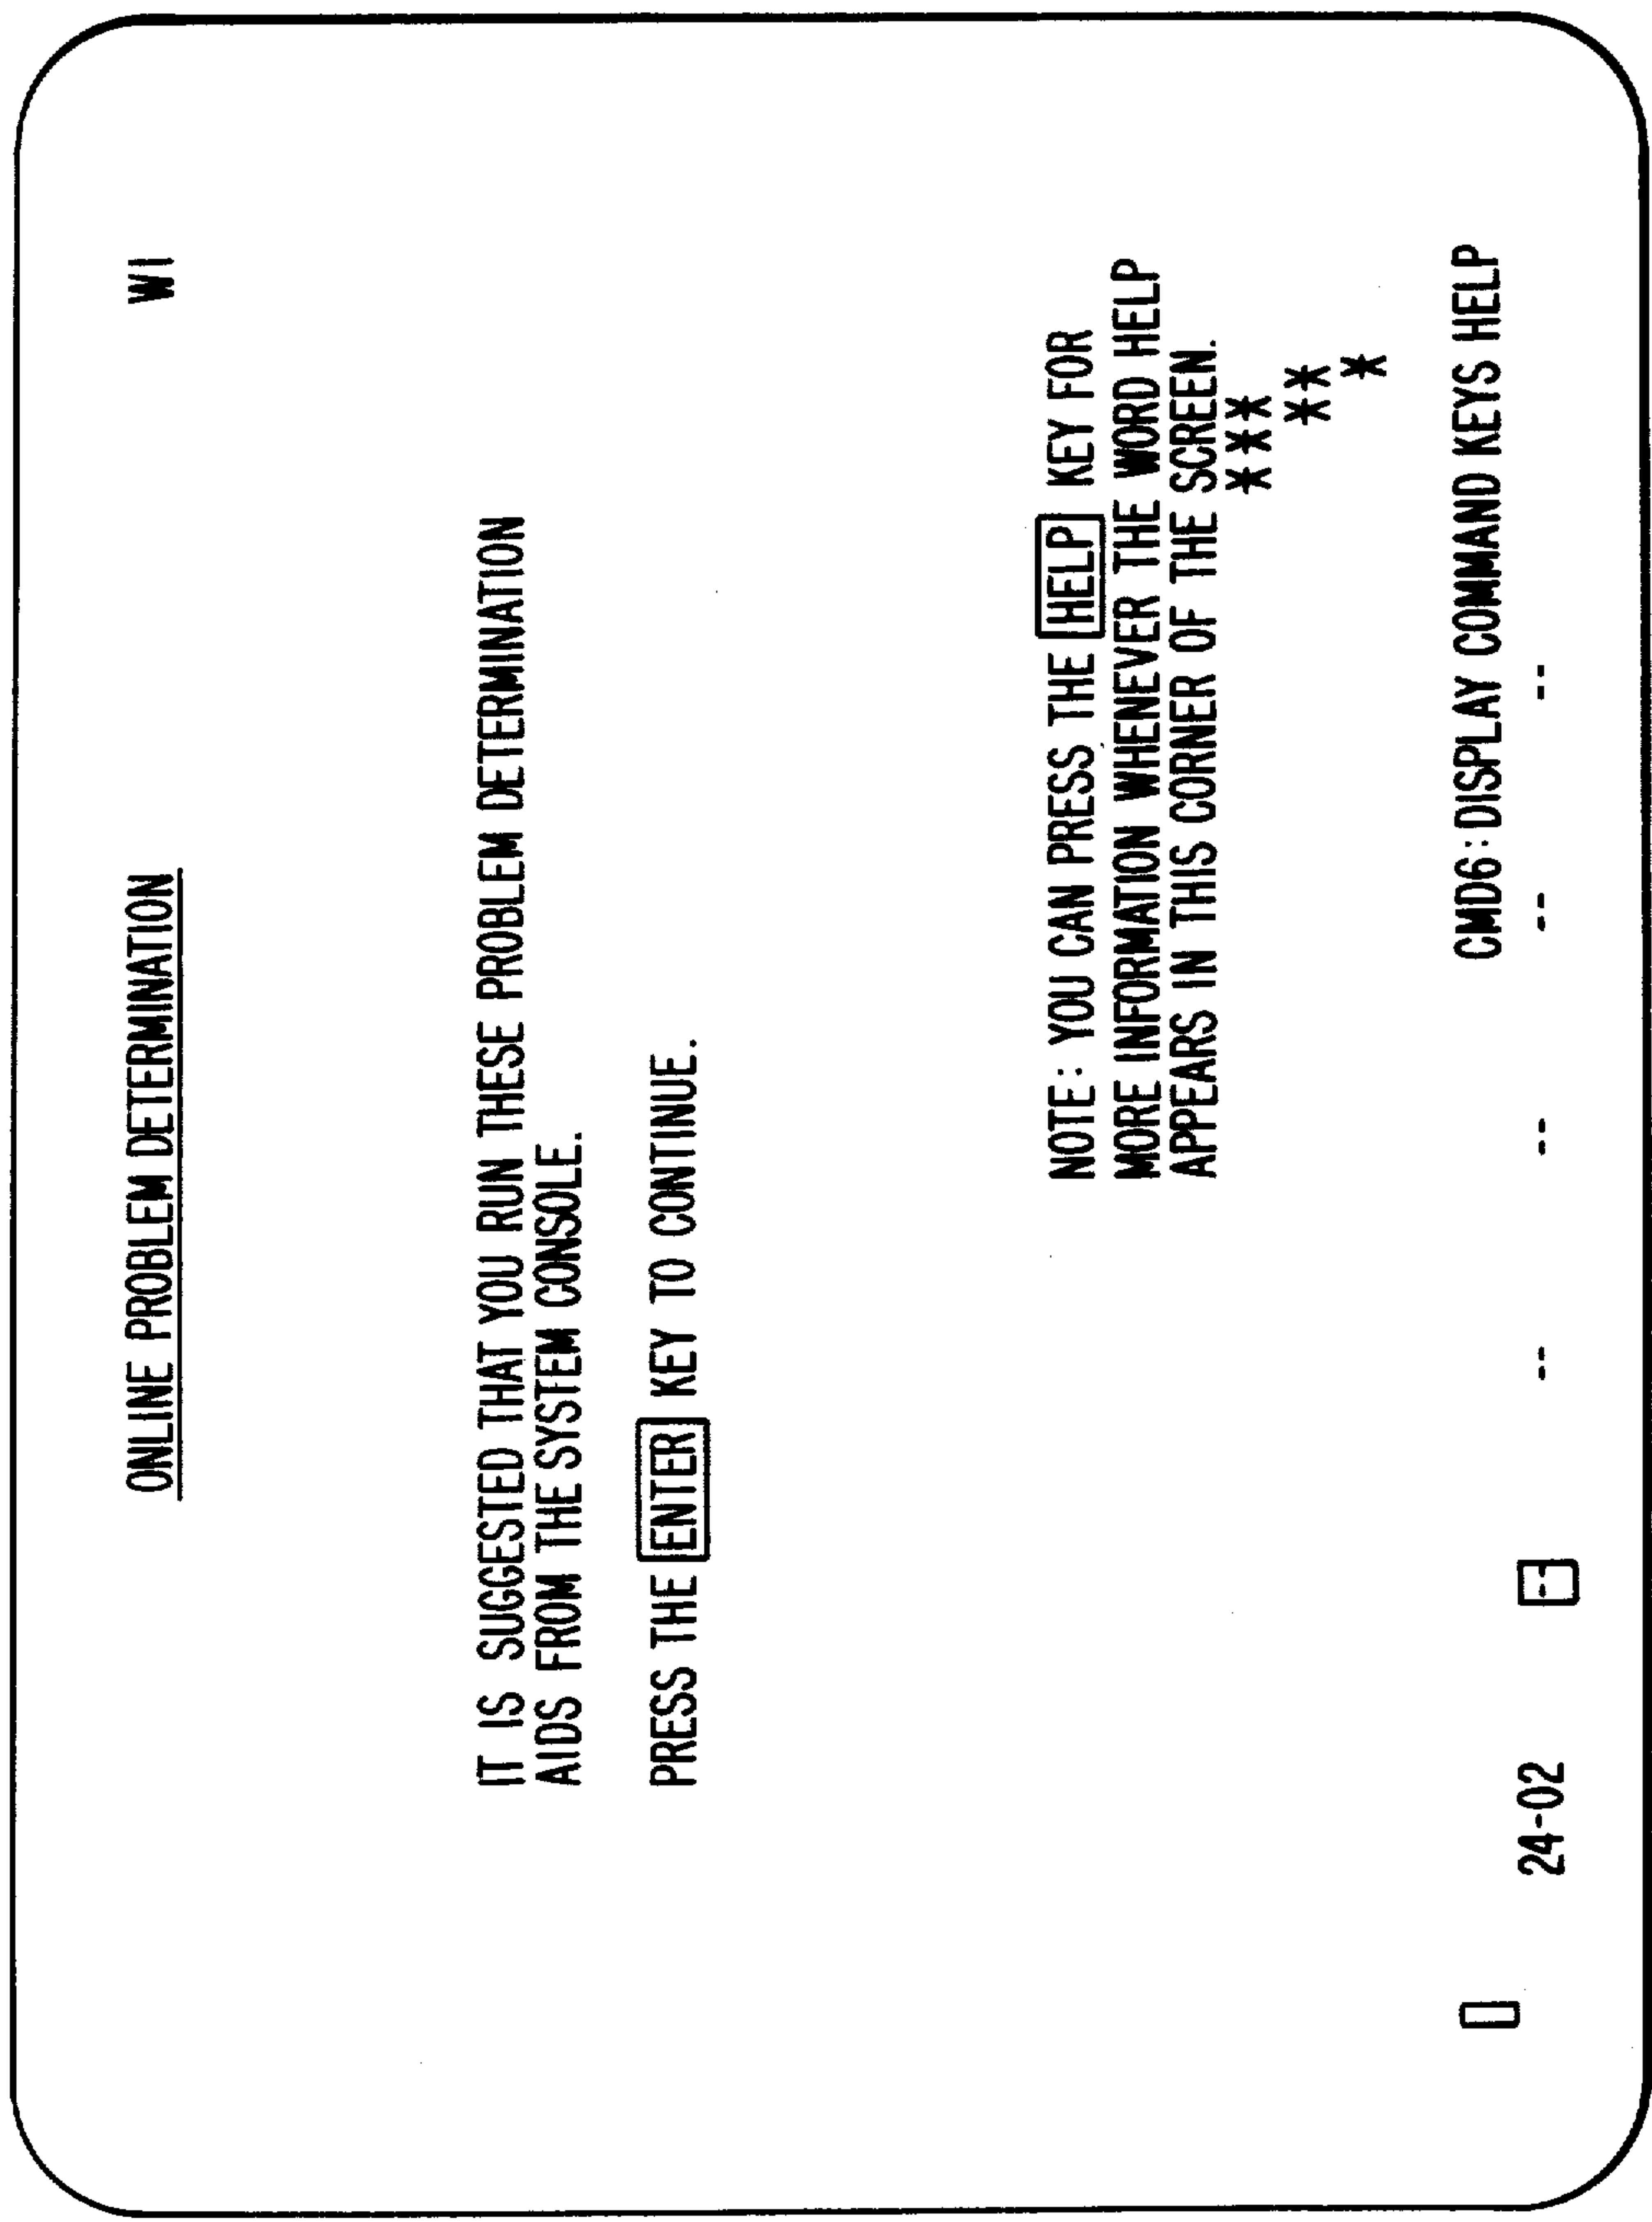 ONLINE PROBLEM DETERMINATION W1
IT IS SUGGESTED THAT YOU RUN THESE PROBLEM DETERMINATION
AIDS FROM THE SYSTEM CONSOLE.
PRESS THE ENTER KEY TO CONTINUE.
NOTE: YOU CAN PRESS THE HELP KEY FOR
MORE INFORMATION WHENEVER THE WORD HELP
APPEARS IN THIS CORNER OF THE SCREEN.
***
**
*
CMD6:DISPLAY COMMAND KEYS HELP
24-02 -- -- -- -- --